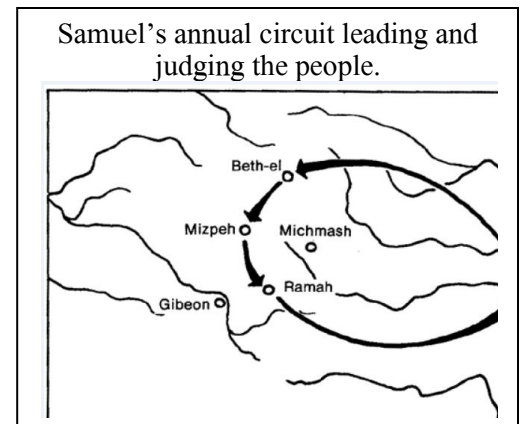 Samuel’s annual circuit leading and
judging the people.
Beth-el
Mizpeh
Michmash
Ramah
Gibeon